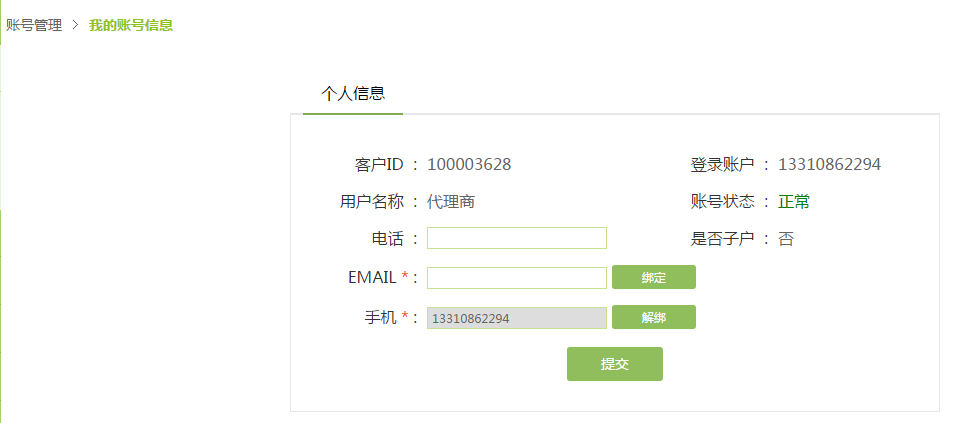 账号管理 > 我的账号信息
个人信息
客户ID : 100003628 登录账户 : 13310862294
用户名称 : 代理商 账号状态 : 正常
电话 : 是否子户 : 否
EMAIL * : 绑定
手机 * : 13310862294 解绑
提交